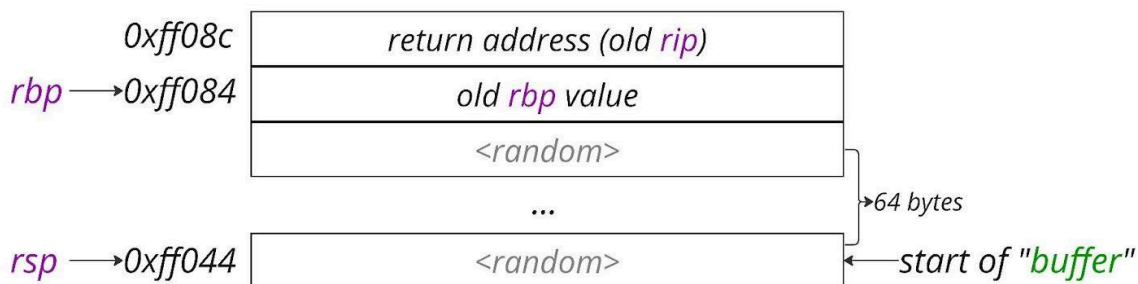 0xff08c return address (old rip)
rbp 0xff084 old rbp value
<random>
... 64 bytes
rsp 0xff044 <random> start of "buffer"